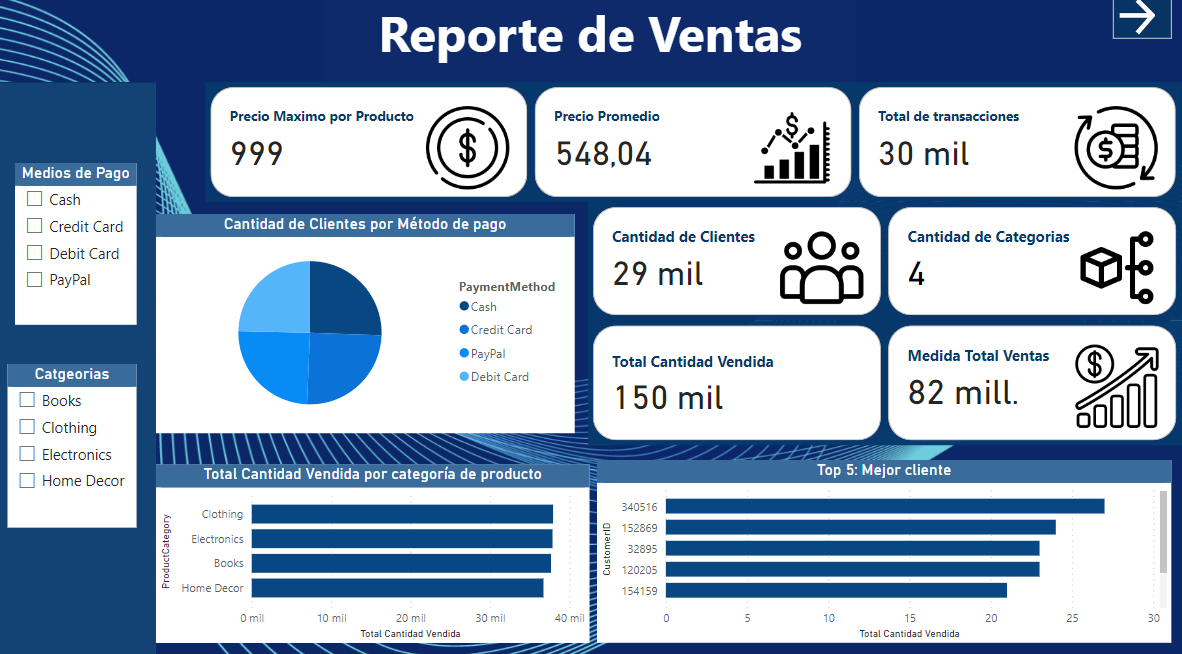 Reporte de Ventas
Medios de Pago
Cash
Credit Card
Debit Card
PayPal
Catgeorias
Books
Clothing
Electronics
Home Decor
Precio Maximo por Producto
999
Precio Promedio
548,04
Total de transacciones
30 mil
Cantidad de Clientes por Método de pago
PaymentMethod
Cash
Credit Card
PayPal
Debit Card
Cantidad de Clientes
29 mil
Cantidad de Categorias
4
Total Cantidad Vendida
150 mil
Medida Total Ventas
82 mill.
Total Cantidad Vendida por categoría de producto
ProductCategory
Clothing
Electronics
Books
Home Decor
0 mil 10 mil 20 mil 30 mil 40 mil
Total Cantidad Vendida
Top 5: Mejor cliente
CustomerID
340516
152869
32895
120205
154159
0 5 10 15 20 25 30
Total Cantidad Vendida